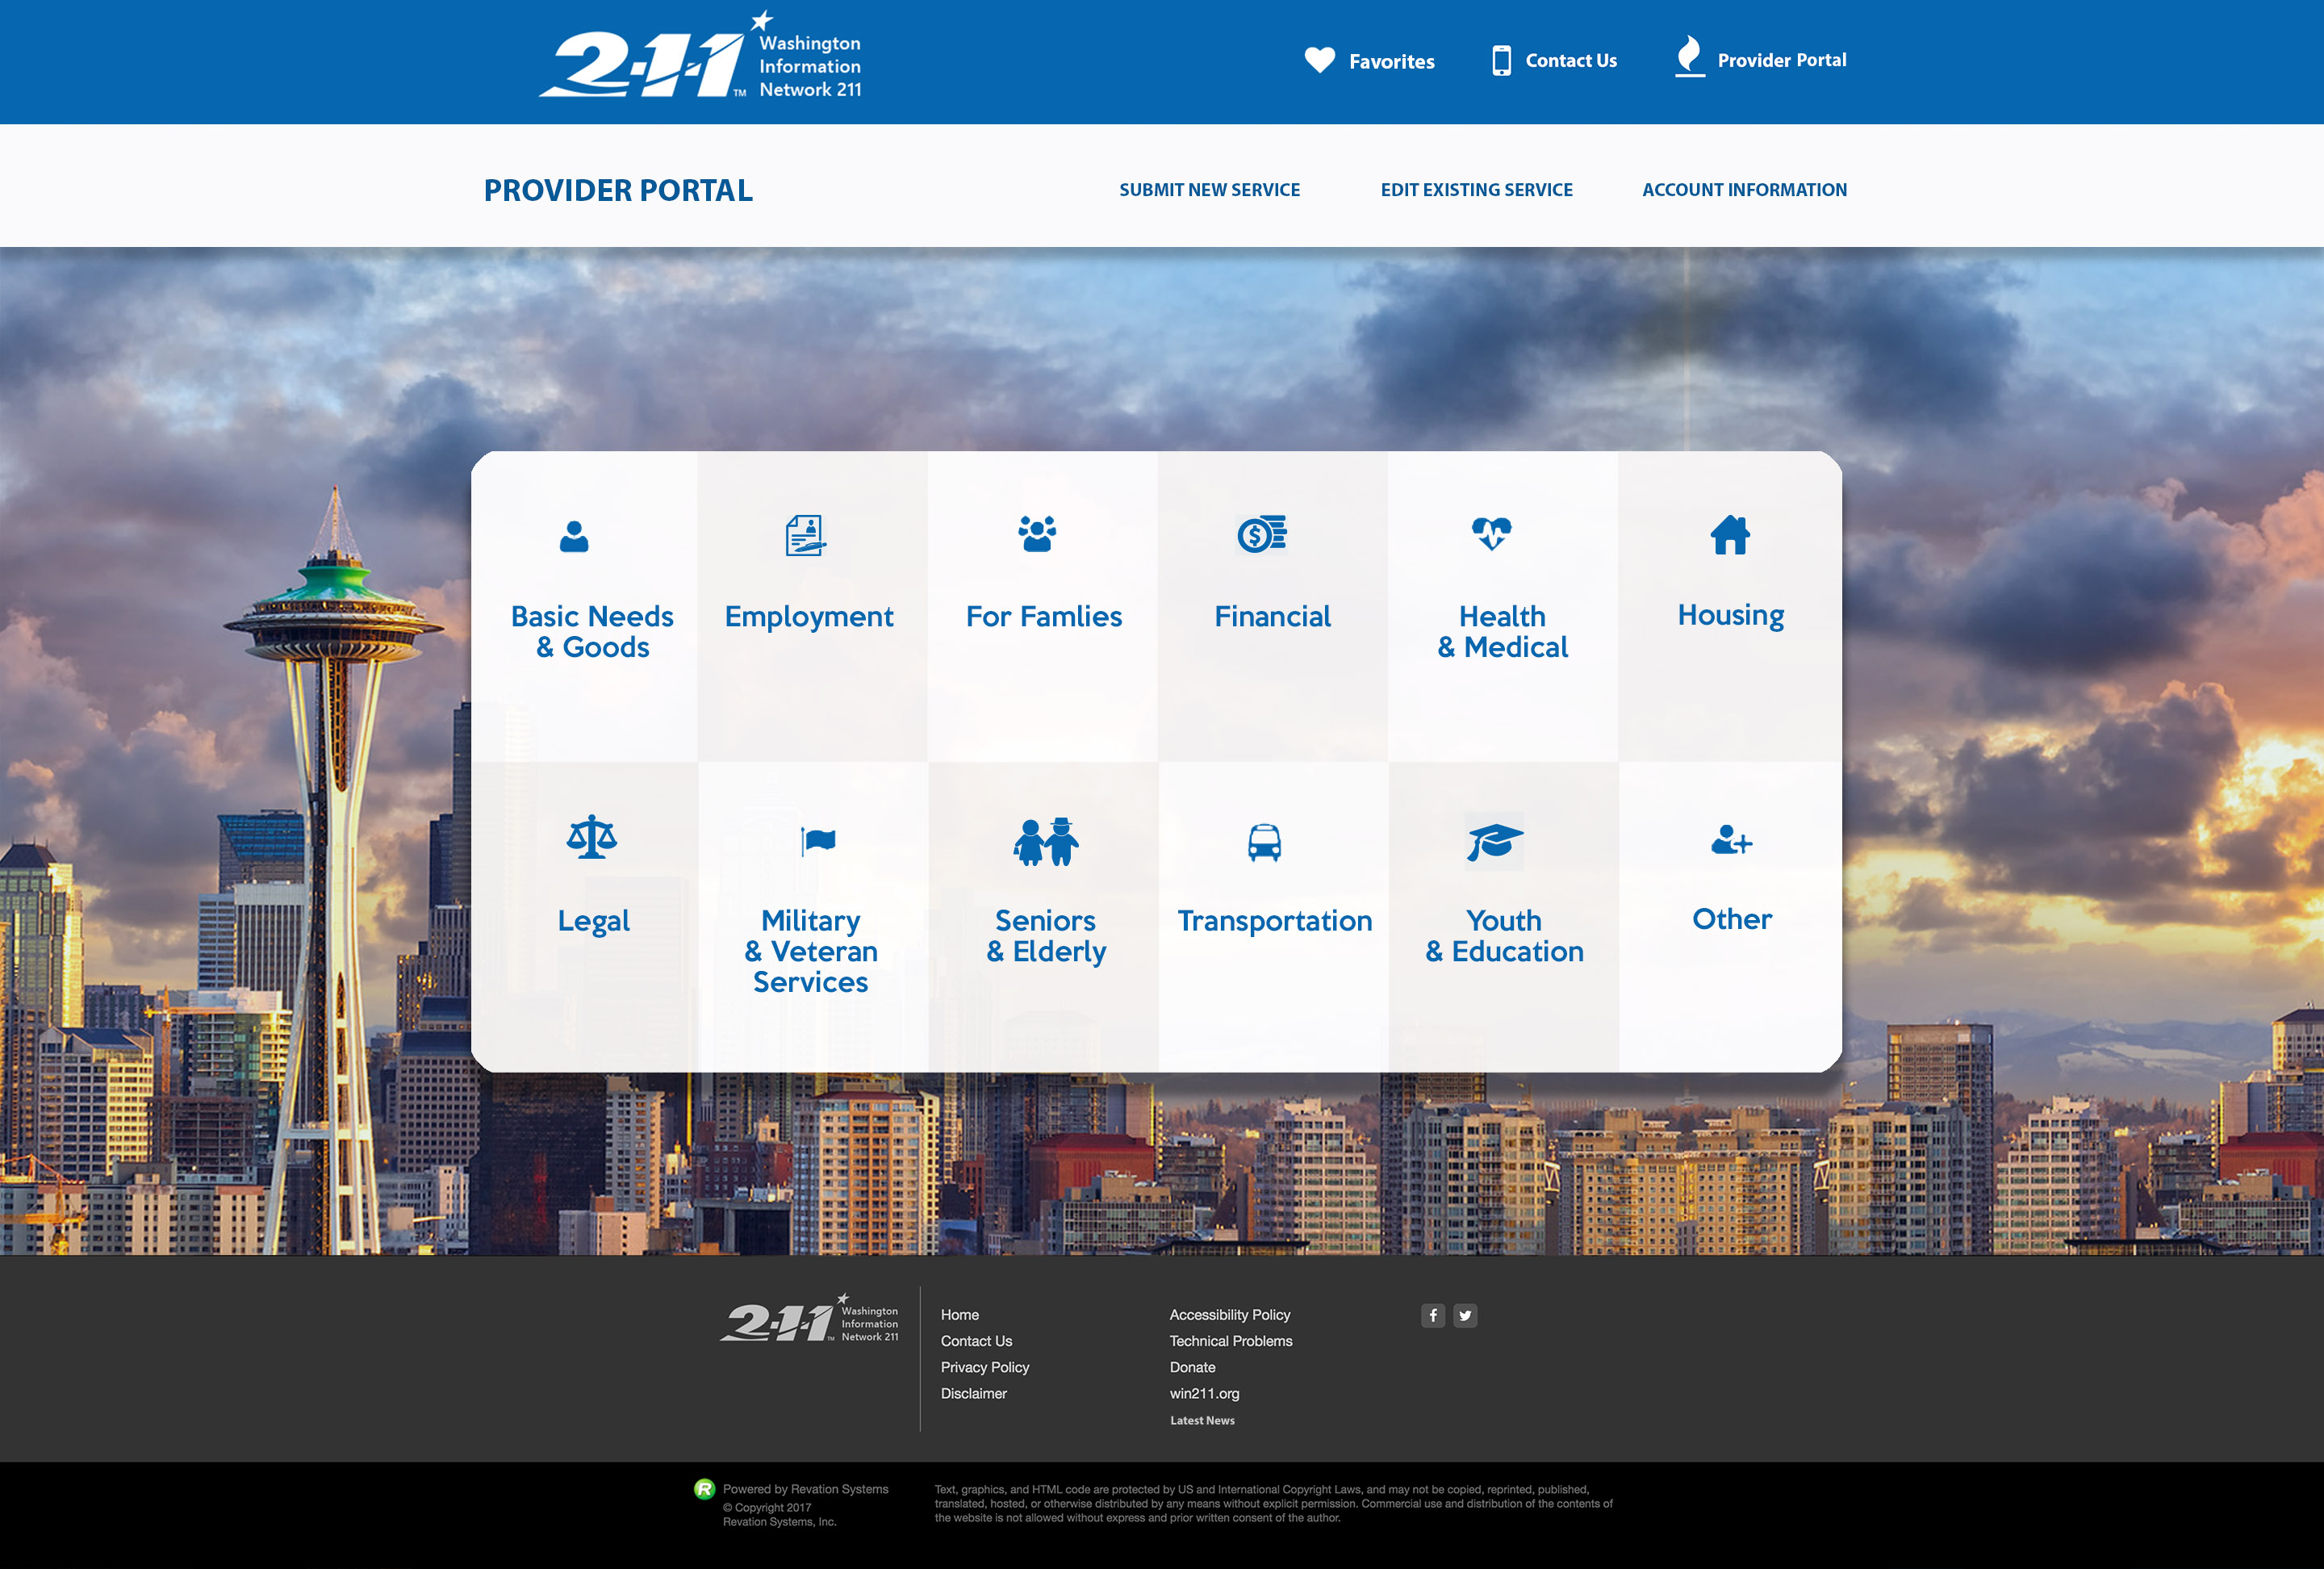 2-1-1
TM
Washington
Information
Network 211
Favorites
Contact Us
Provider Portal
PROVIDER PORTAL
SUBMIT NEW SERVICE
EDIT EXISTING SERVICE
ACCOUNT INFORMATION
Basic Needs
& Goods
Employment
For Famlies
Financial
Health
& Medical
Housing
Legal
Military
& Veteran
Services
Seniors
& Elderly
Transportation
Youth
& Education
Other
2-1-1
TM
Washington
Information
Network 211
Home
Contact Us
Privacy Policy
Disclaimer
Accessibility Policy
Technical Problems
Donate
win211.org
Latest News
R
Powered by Revation Systems
© Copyright 2017
Revation Systems, Inc.
Text, graphics, and HTML code are protected by US and International Copyright Laws, and may not be copied, reprinted, published,
translated, hosted, or otherwise distributed by any means without explicit permission. Commercial use and distribution of the contents of
the website is not allowed without express and prior written consent of the author.